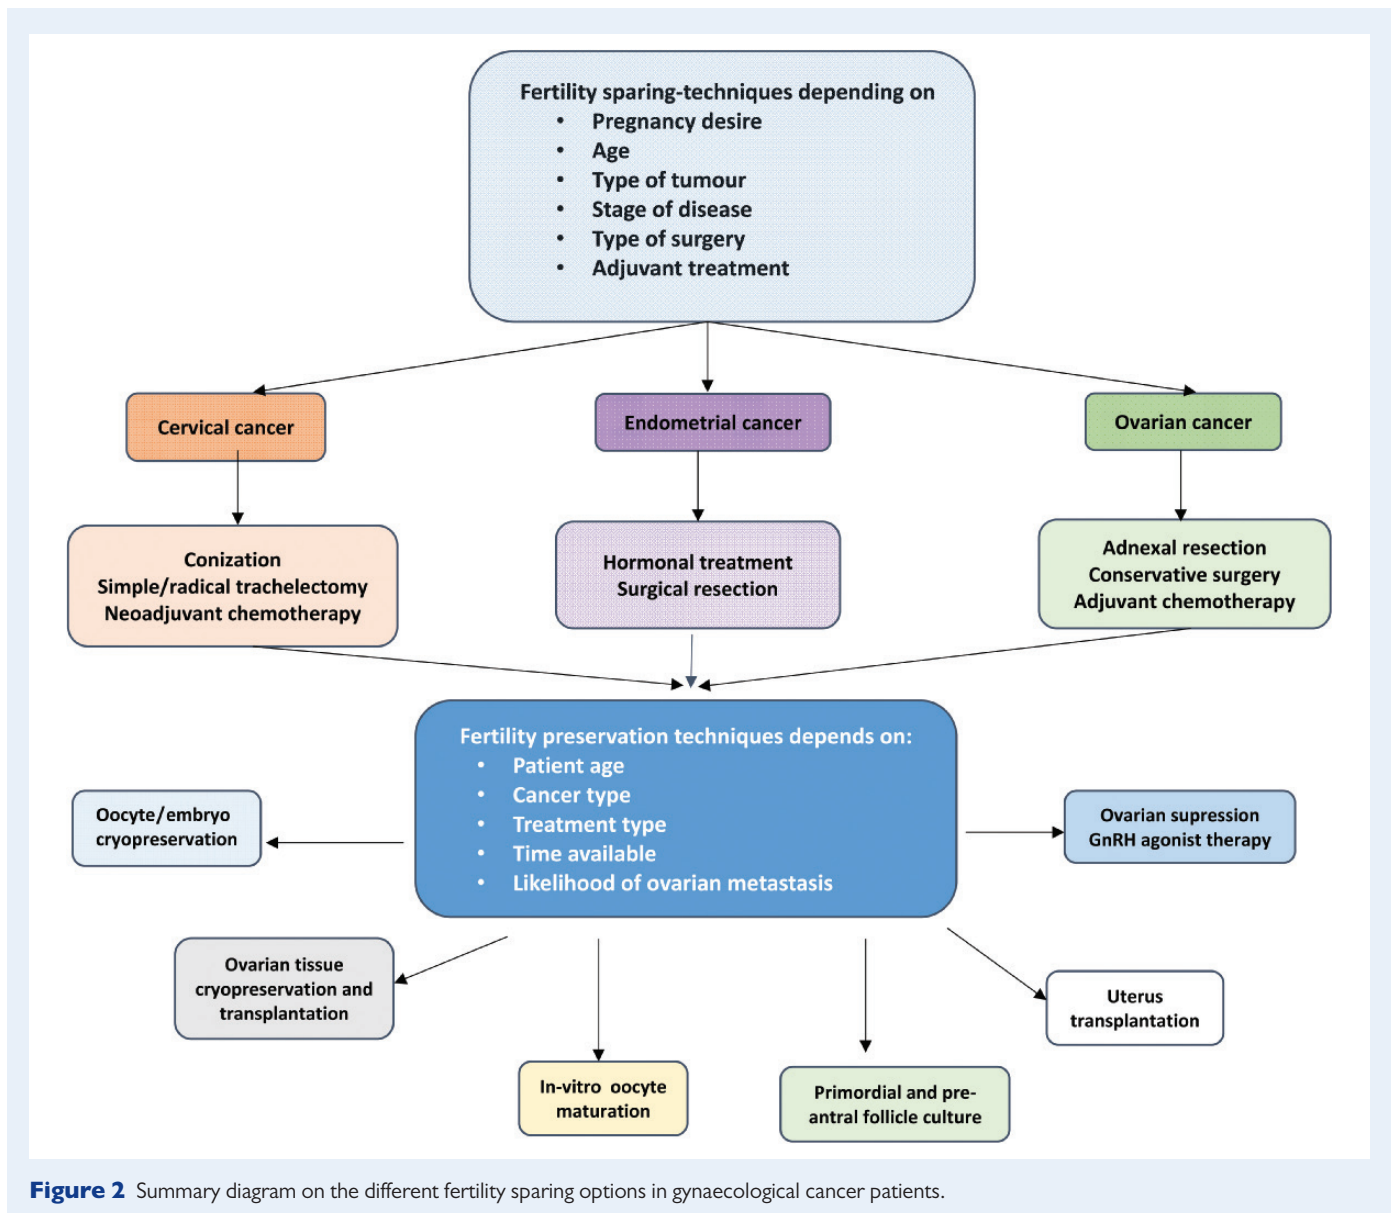 Fertility sparing-techniques depending on
• Pregnancy desire
• Age
• Type of tumour
• Stage of disease
• Type of surgery
• Adjuvant treatment
Cervical cancer
Endometrial cancer
Ovarian cancer
Conization
Simple/radical trachelectomy
Neoadjuvant chemotherapy
Hormonal treatment
Surgical resection
Adnexal resection
Conservative surgery
Adjuvant chemotherapy
Fertility preservation techniques depends on:
• Patient age
• Cancer type
• Treatment type
• Time available
• Likelihood of ovarian metastasis
Oocyte/embryo
cryopreservation
Ovarian supression
GnRH agonist therapy
Ovarian tissue
cryopreservation and
transplantation
Uterus
transplantation
In-vitro oocyte
maturation
Primordial and pre-
antral follicle culture
Figure 2 Summary diagram on the different fertility sparing options in gynaecological cancer patients.